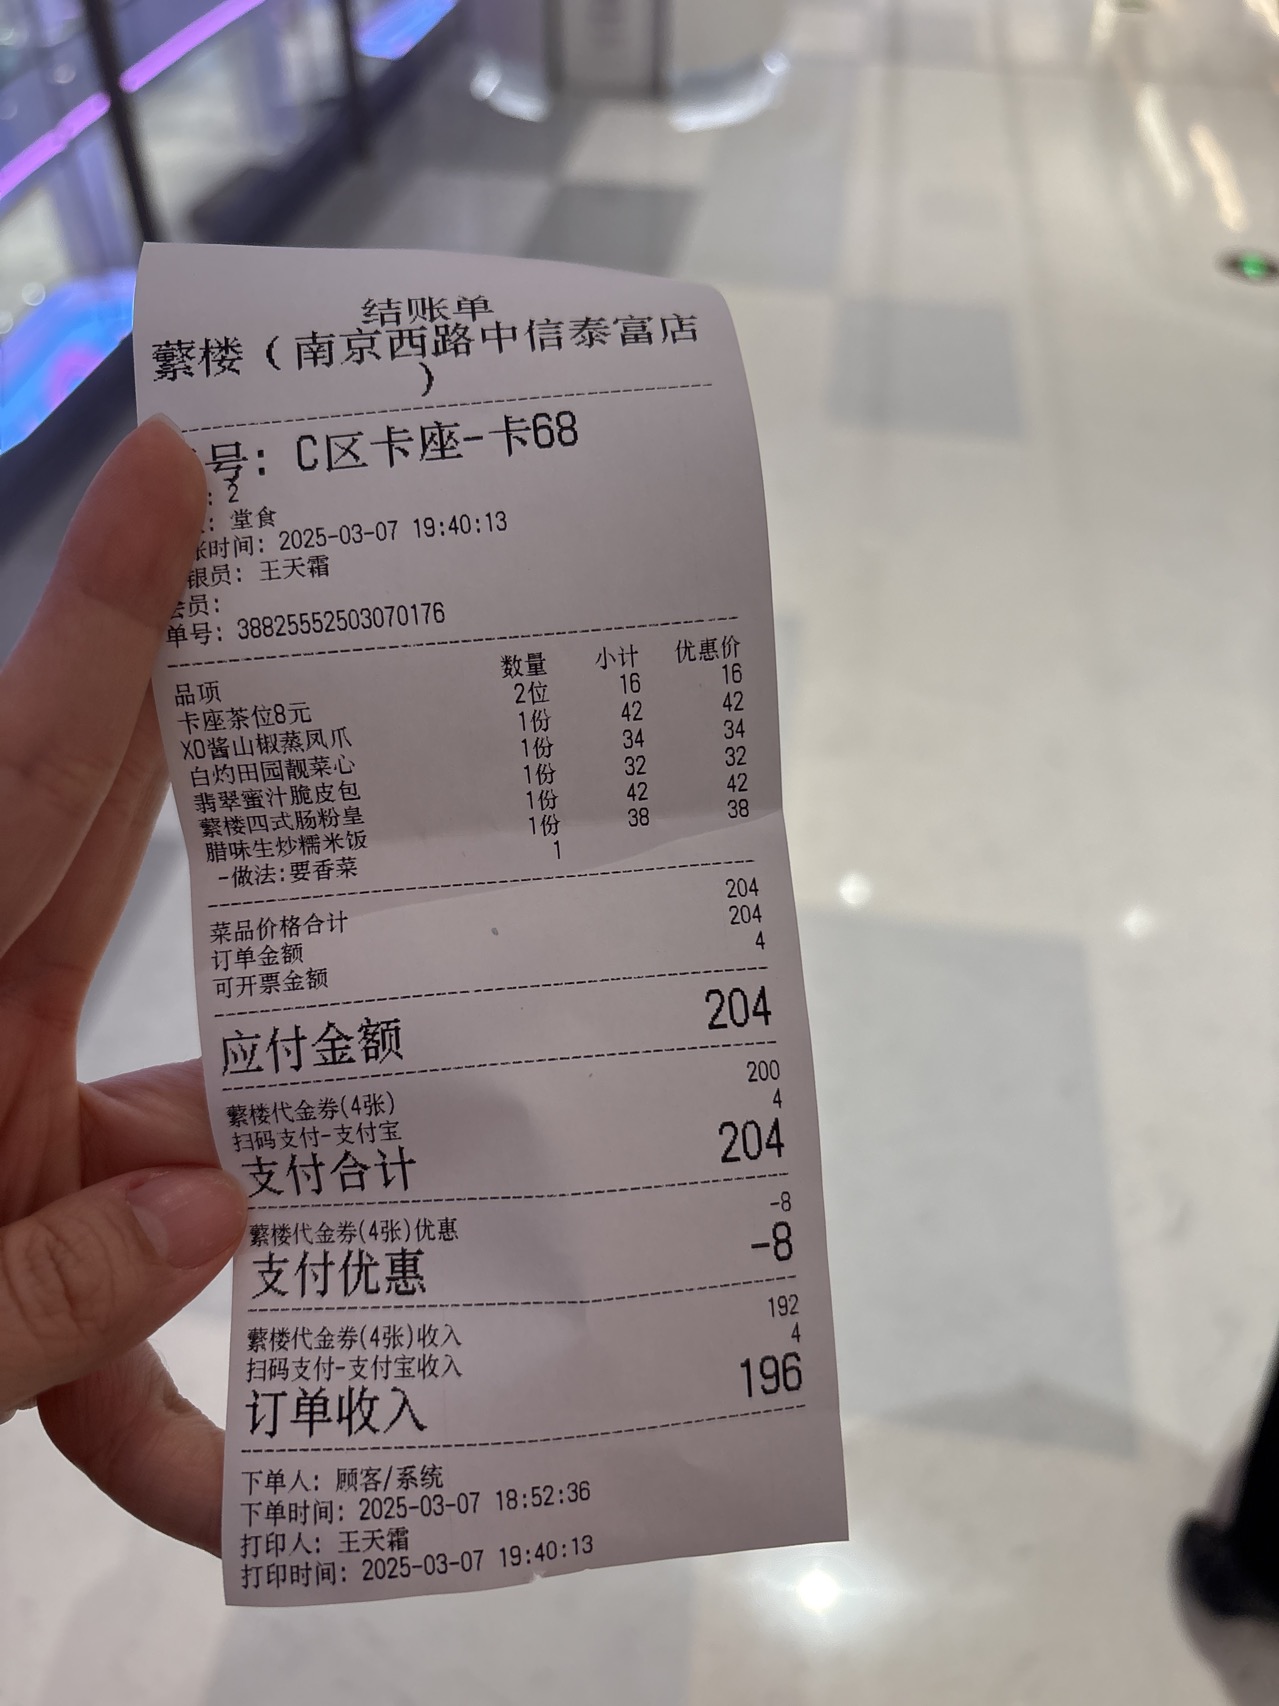 结账单
蘩楼（南京西路中信泰富店
）
号：C区卡座-卡68
：2
：堂食
账时间：2025-03-07 19:40:13
银员：王天霜
会员：
单号：38825552503070176
品项 数量 小计 优惠价
卡座茶位8元 2位 16 16
XO酱山椒蒸凤爪 1份 42 42
白灼田园靓菜心 1份 34 34
翡翠蜜汁脆皮包 1份 32 32
蘩楼四式肠粉皇 1份 42 42
腊味生炒糯米饭 1份 38 38
-做法:要香菜 1
菜品价格合计 204
订单金额 204
可开票金额 4
应付金额 204
蘩楼代金券(4张) 200
扫码支付-支付宝 4
支付合计 204
蘩楼代金券(4张)优惠 -8
支付优惠 -8
蘩楼代金券(4张)收入 192
扫码支付-支付宝收入 4
订单收入 196
下单人：顾客/系统
下单时间：2025-03-07 18:52:36
打印人：王天霜
打印时间：2025-03-07 19:40:13